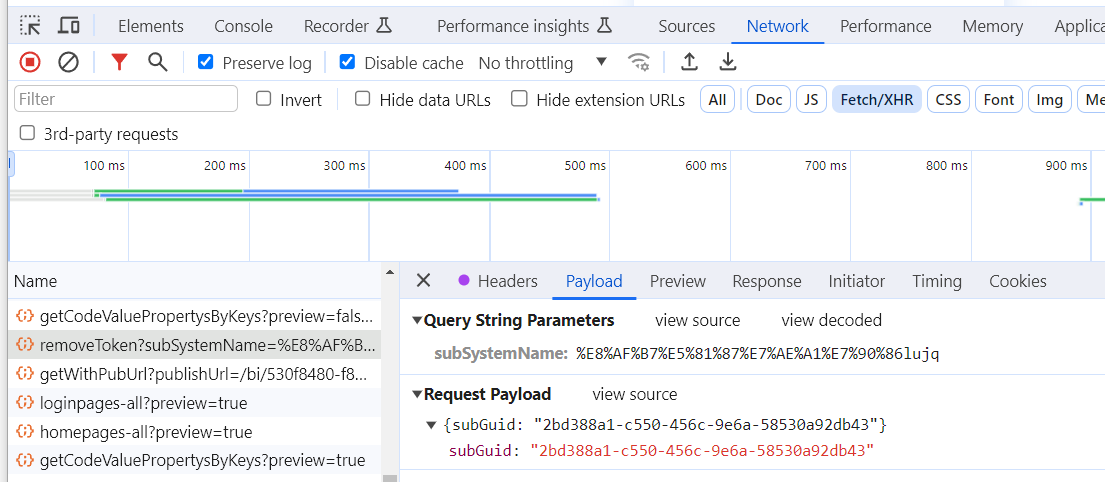 Elements Console Recorder Performance insights Sources Network Performance Memory Applica
Preserve log Disable cache No throttling
Filter Invert Hide data URLs Hide extension URLs All Doc JS Fetch/XHR CSS Font Img Me
3rd-party requests
100 ms 200 ms 300 ms 400 ms 500 ms 600 ms 700 ms 800 ms 900 ms
Name
getCodeValuePropertysByKeys?preview=fals...
removeToken?subSystemName=%E8%AF%B...
getWithPubUrl?publishUrl=/bi/530f8480-f8...
loginpages-all?preview=true
homepages-all?preview=true
getCodeValuePropertysByKeys?preview=true
Headers Payload Preview Response Initiator Timing Cookies
Query String Parameters view source view decoded
subSystemName: %E8%AF%B7%E5%81%87%E7%AE%A1%E7%90%86lujq
Request Payload view source
{subGuid: "2bd388a1-c550-456c-9e6a-58530a92db43"}
subGuid: "2bd388a1-c550-456c-9e6a-58530a92db43"